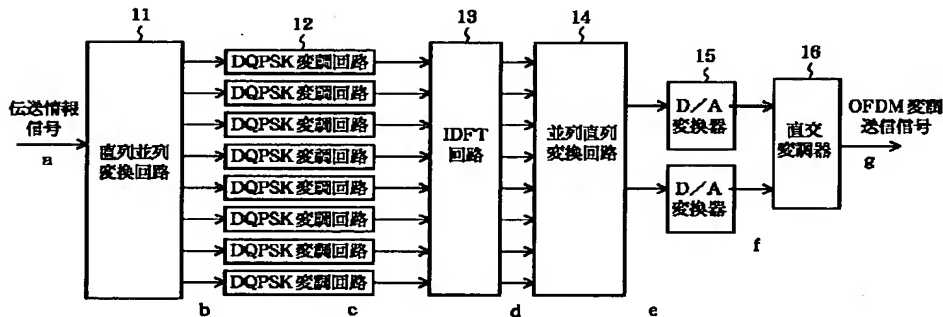 11
12
13
14
15
16
伝送情報
信号
a
直列並列
変換回路
b
DQPSK 変調回路
DQPSK 変調回路
DQPSK 変調回路
DQPSK 変調回路
DQPSK 変調回路
DQPSK 変調回路
DQPSK 変調回路
DQPSK 変調回路
c
IDFT
回路
d
並列直列
変換回路
e
D/A
変換器
D/A
変換器
f
直交
変調器
OFDM 変調
送信信号
g